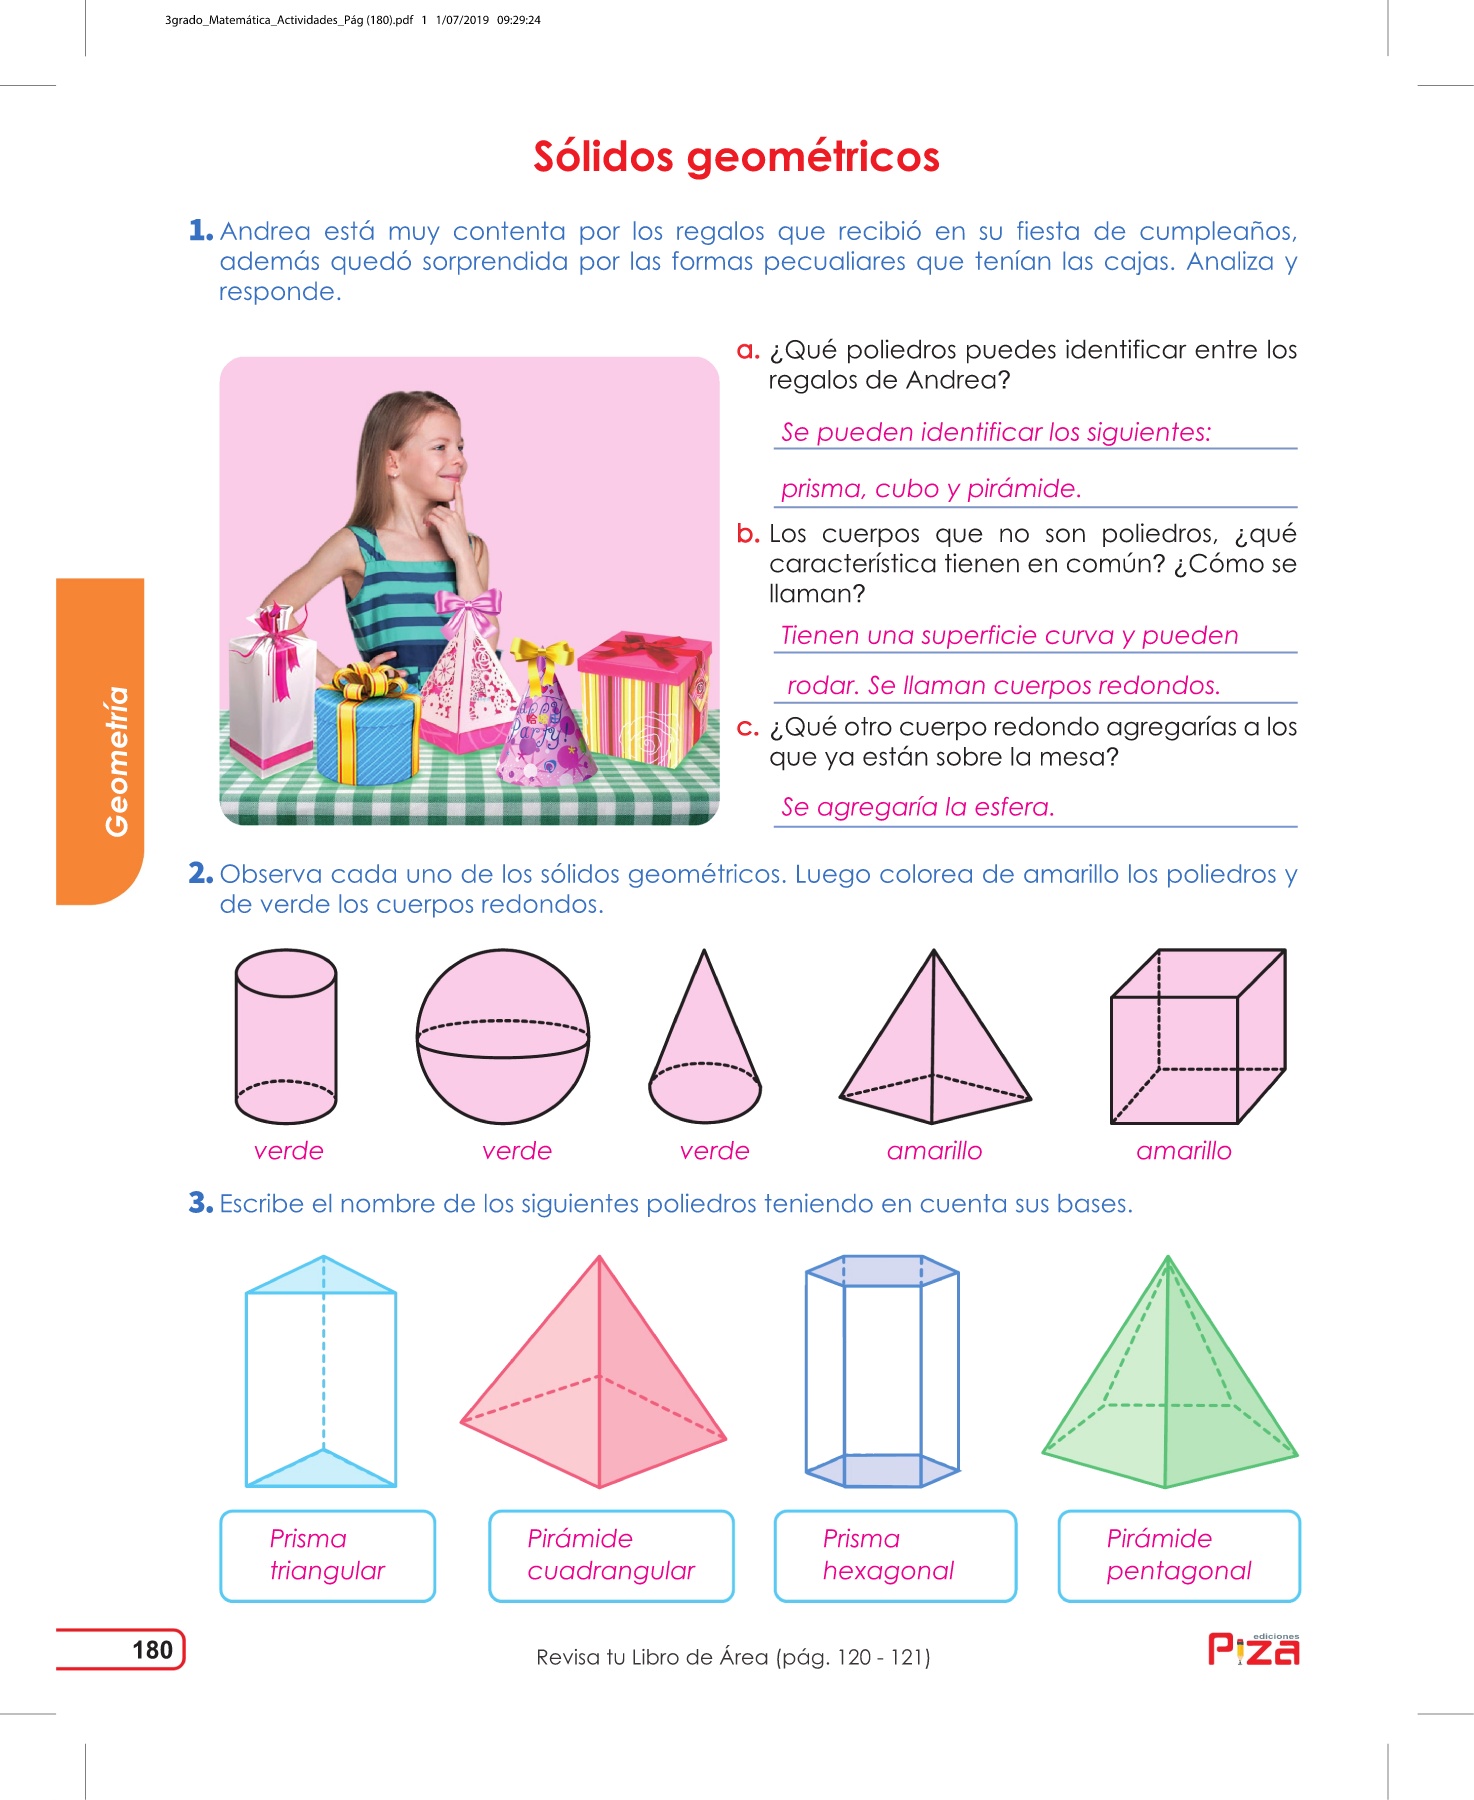 3grado_Matemática_Actividades_Pág (180).pdf 1 1/07/2019 09:29:24
Sólidos geométricos
1. Andrea está muy contenta por los regalos que recibió en su fiesta de cumpleaños,
además quedó sorprendida por las formas pecualiares que tenían las cajas. Analiza y
responde.
a. ¿Qué poliedros puedes identificar entre los
regalos de Andrea?
Se pueden identificar los siguientes:
prisma, cubo y pirámide.
b. Los cuerpos que no son poliedros, ¿qué
característica tienen en común? ¿Cómo se
llaman?
Tienen una superficie curva y pueden
rodar. Se llaman cuerpos redondos.
c. ¿Qué otro cuerpo redondo agregarías a los
que ya están sobre la mesa?
Se agregaría la esfera.
Happy
Party!
Geometría
2. Observa cada uno de los sólidos geométricos. Luego colorea de amarillo los poliedros y
de verde los cuerpos redondos.
verde verde verde amarillo amarillo
3. Escribe el nombre de los siguientes poliedros teniendo en cuenta sus bases.
Prisma
triangular
Pirámide
cuadrangular
Prisma
hexagonal
Pirámide
pentagonal
180
Revisa tu Libro de Área (pág. 120 - 121)
ediciones
Piza